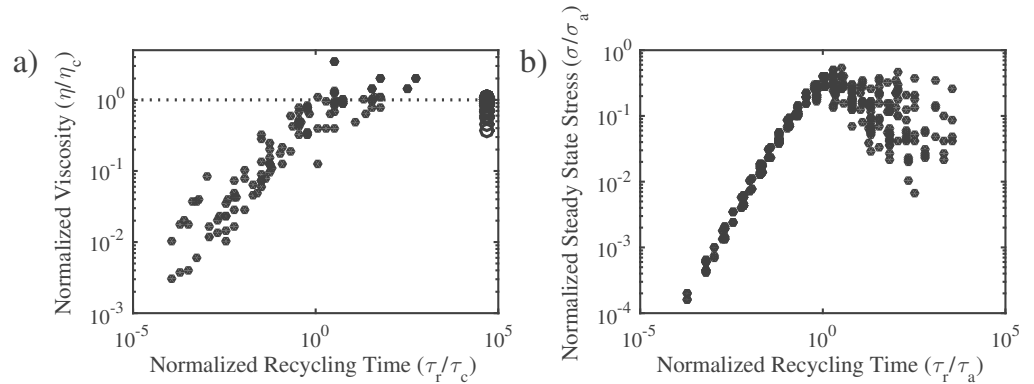 a)
Normalized Viscosity (η/η_c)
10^0
10^-1
10^-2
10^-3
10^-5
10^0
10^5
Normalized Recycling Time (τ_r/τ_c)
b)
Normalized Steady State Stress (σ/σ_a)
10^0
10^-1
10^-2
10^-3
10^-4
10^-5
10^0
10^5
Normalized Recycling Time (τ_r/τ_a)